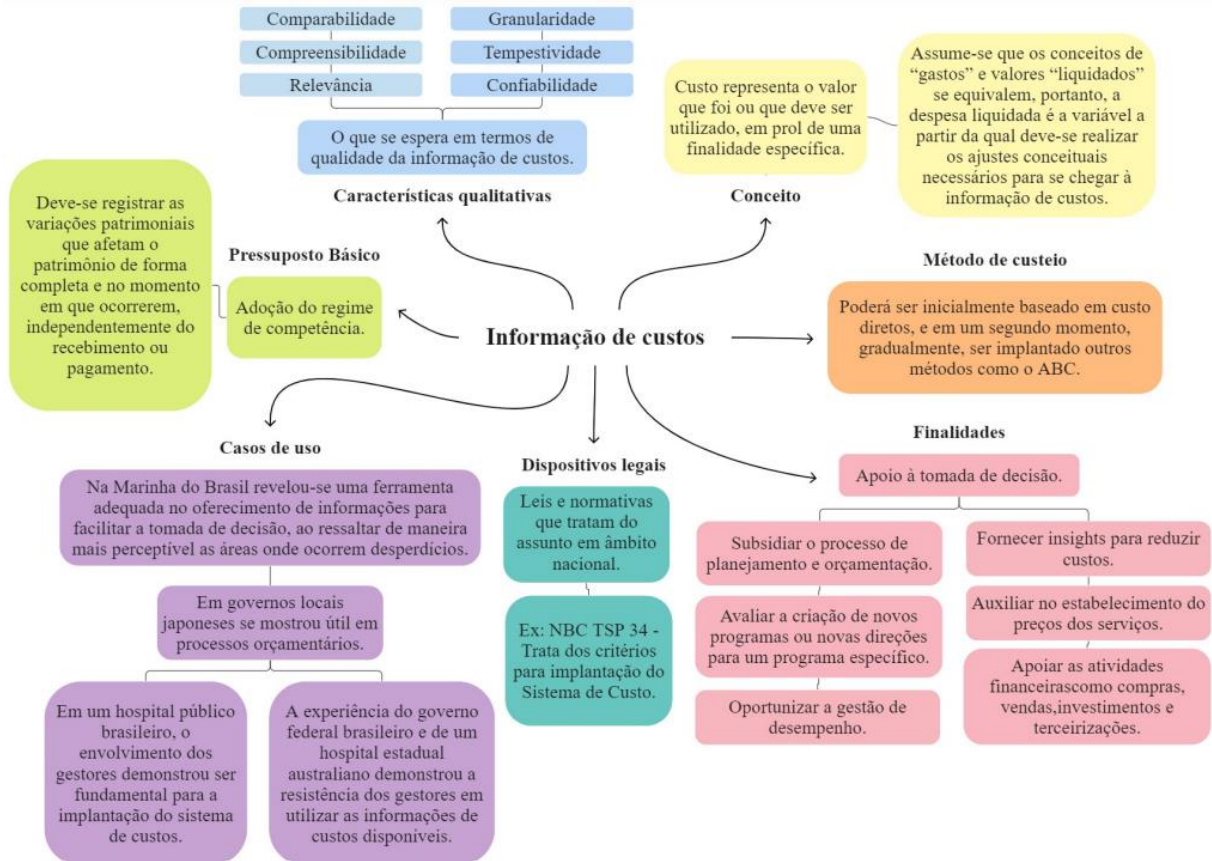 Comparabilidade
Compreensibilidade
Relevância
Granularidade
Tempestividade
Confiabilidade
O que se espera em termos de
qualidade da informação de custos.
Características qualitativas
Custo representa o valor
que foi ou que deve ser
utilizado, em prol de uma
finalidade específica.
Assume-se que os conceitos de
“gastos” e valores “liquidados”
se equivalem, portanto, a
despesa liquidada é a variável a
partir da qual deve-se realizar
os ajustes conceituais
necessários para se chegar à
informação de custos.
Conceito
Deve-se registrar as
variações patrimoniais
que afetam o
patrimônio de forma
completa e no momento
em que ocorrerem,
independentemente do
recebimento ou
pagamento.
Pressuposto Básico
Adoção do regime
de competência.
Informação de custos
Método de custeio
Poderá ser inicialmente baseado em custo
diretos, e em um segundo momento,
gradualmente, ser implantado outros
métodos como o ABC.
Casos de uso
Na Marinha do Brasil revelou-se uma ferramenta
adequada no oferecimento de informações para
facilitar a tomada de decisão, ao ressaltar de maneira
mais perceptível as áreas onde ocorrem desperdícios.
Em governos locais
japoneses se mostrou útil em
processos orçamentários.
Em um hospital público
brasileiro, o
envolvimento dos
gestores demonstrou ser
fundamental para a
implantação do sistema
de custos.
A experiência do governo
federal brasileiro e de um
hospital estadual
australiano demonstrou a
resistência dos gestores em
utilizar as informações de
custos disponíveis.
Dispositivos legais
Leis e normativas
que tratam do
assunto em âmbito
nacional.
Ex: NBC TSP 34 -
Trata dos critérios
para implantação do
Sistema de Custo.
Finalidades
Apoio à tomada de decisão.
Subsidiar o processo de
planejamento e orçamentação.
Avaliar a criação de novos
programas ou novas direções
para um programa específico.
Oportunizar a gestão de
desempenho.
Fornecer insights para reduzir
custos.
Auxiliar no estabelecimento do
preços dos serviços.
Apoiar as atividades
financeirascomo compras,
vendas,investimentos e
terceirizações.